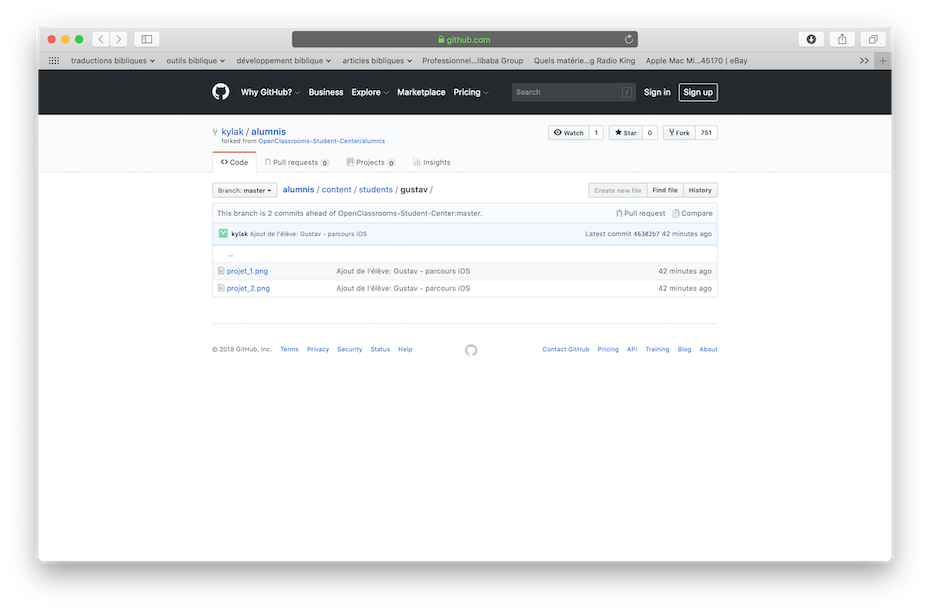 github.com
traductions bibliques outils biblique développement biblique articles bibliques Professionnel...libaba Group Quels matérie...g Radio King Apple Mac Mi...45170 | eBay >> +
Why GitHub? Business Explore Marketplace Pricing Search / Sign in Sign up
kylak / alumnis Watch 1 Star 0 Fork 751
forked from OpenClassrooms-Student-Center/alumnis
<> Code Pull requests 0 Projects 0 Insights
Branch: master alumnis / content / students / gustav / Create new file Find file History
This branch is 2 commits ahead of OpenClassrooms-Student-Center:master. Pull request Compare
kylak Ajout de l'élève: Gustav - parcours iOS Latest commit 46302b7 42 minutes ago
..
projet_1.png Ajout de l'élève: Gustav - parcours iOS 42 minutes ago
projet_2.png Ajout de l'élève: Gustav - parcours iOS 42 minutes ago
© 2018 GitHub, Inc. Terms Privacy Security Status Help Contact GitHub Pricing API Training Blog About